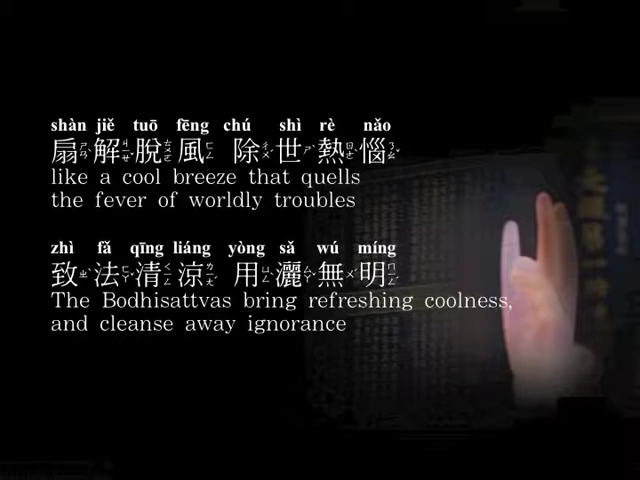 shàn jiě tuō fēng chú shì rè nǎo
扇解脫風 除世熱惱
like a cool breeze that quells
the fever of worldly troubles
zhì fǎ qīng liáng yòng sǎ wú míng
致法清涼 用灑無明
The Bodhisattvas bring refreshing coolness,
and cleanse away ignorance